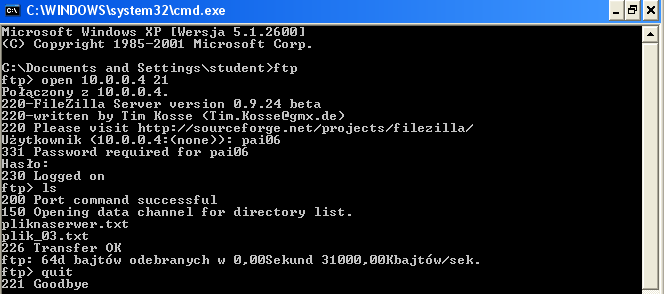 C:\WINDOWS\system32\cmd.exe
Microsoft Windows XP [Wersja 5.1.2600]
(C) Copyright 1985-2001 Microsoft Corp.
C:\Documents and Settings\student>ftp
ftp> open 10.0.0.4 21
Połączony z 10.0.0.4.
220-FileZilla Server version 0.9.24 beta
220-written by Tim Kosse (Tim.Kosse@gmx.de)
220 Please visit http://sourceforge.net/projects/filezilla/
Użytkownik (10.0.0.4:(none)): pai06
331 Password required for pai06
Hasło:
230 Logged on
ftp> ls
200 Port command successful
150 Opening data channel for directory list.
pliknaserwer.txt
plik_03.txt
226 Transfer OK
ftp: 64d bajtów odebranych w 0,00Sekund 31000,00Kbajtów/sek.
ftp> quit
221 Goodbye